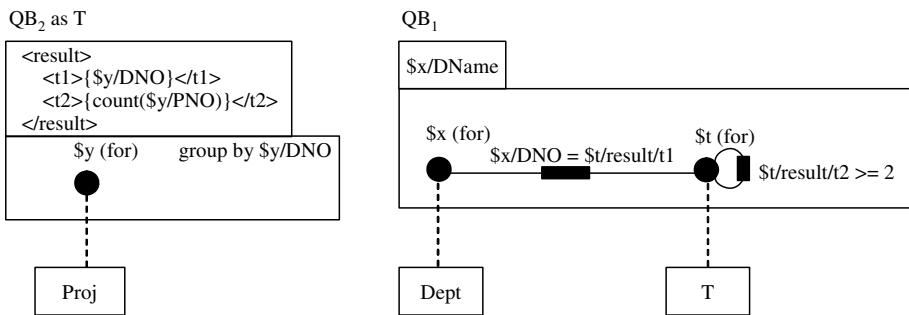 QB2 as T
<result>
<t1>{$y/DNO}</t1>
<t2>{count($y/PNO)}</t2>
</result>
$y (for) group by $y/DNO
Proj
QB1
$x/DName
$x (for)
$x/DNO = $t/result/t1
$t (for)
$t/result/t2 >= 2
Dept
T